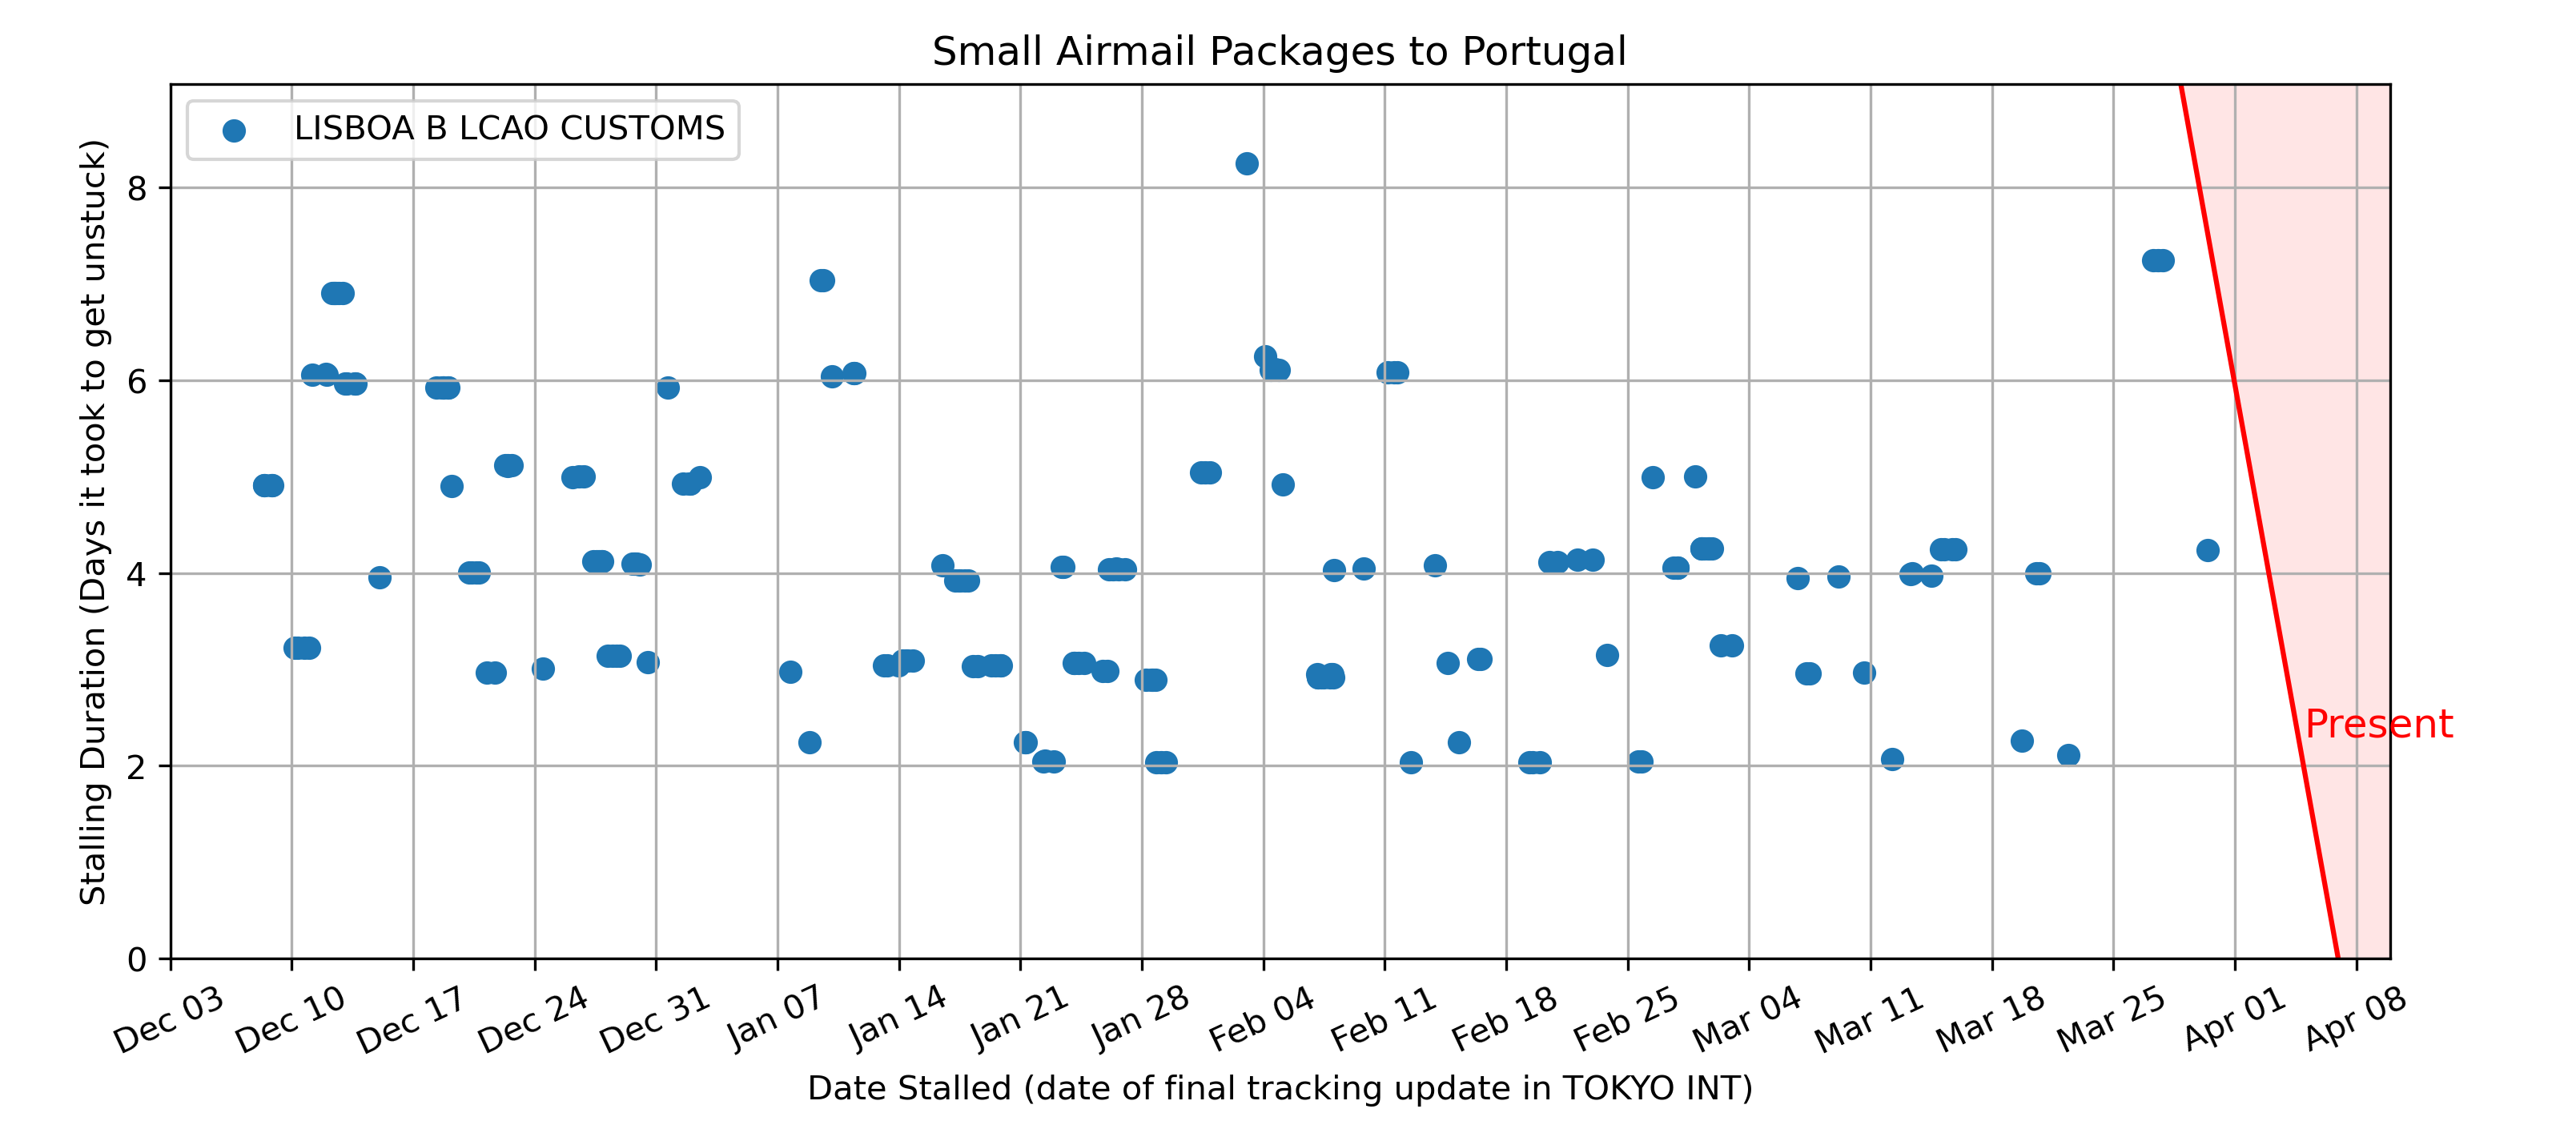 Small Airmail Packages to Portugal
LISBOA B LCAO CUSTOMS
Stalling Duration (Days it took to get unstuck)
8
6
4
2
0
Present
Dec 03
Dec 10
Dec 17
Dec 24
Dec 31
Jan 07
Jan 14
Jan 21
Jan 28
Feb 04
Feb 11
Feb 18
Feb 25
Mar 04
Mar 11
Mar 18
Mar 25
Apr 01
Apr 08
Date Stalled (date of final tracking update in TOKYO INT)